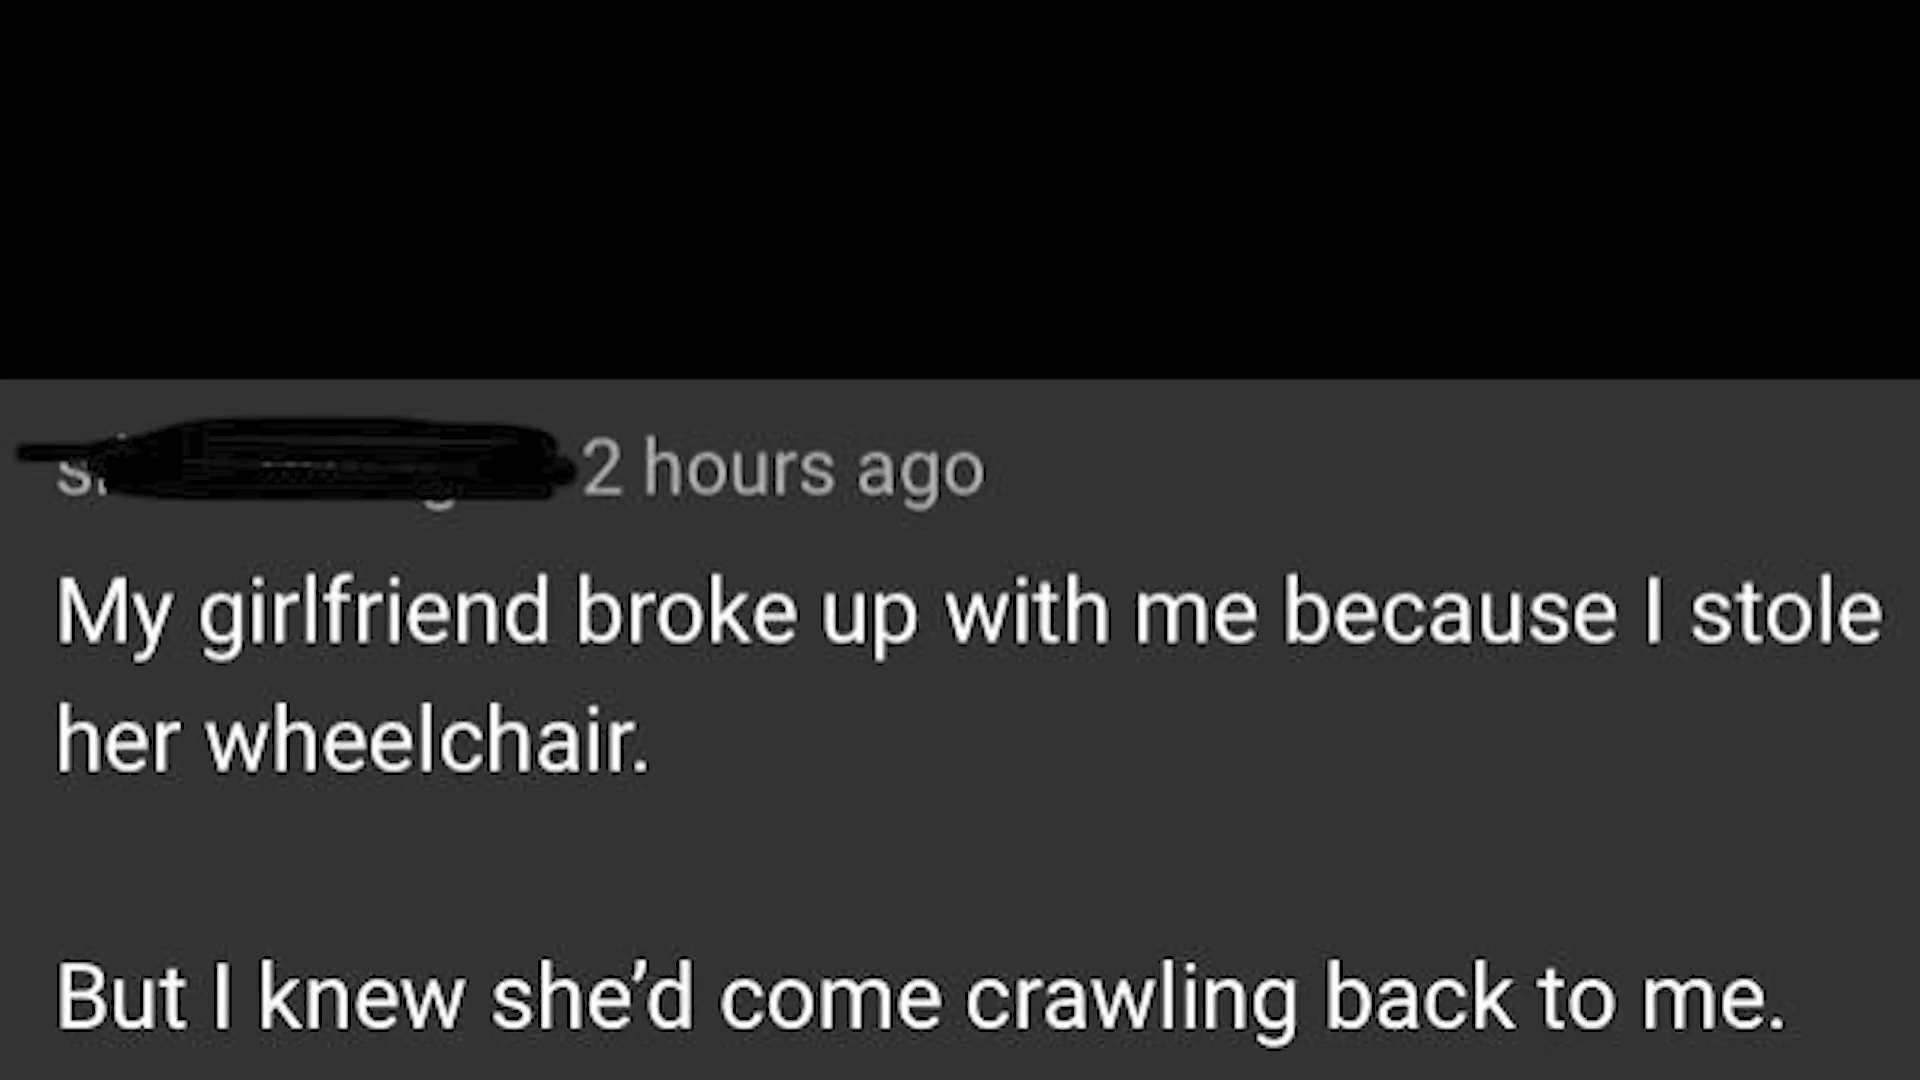 2 hours ago
My girlfriend broke up with me because I stole
her wheelchair.
But I knew she’d come crawling back to me.